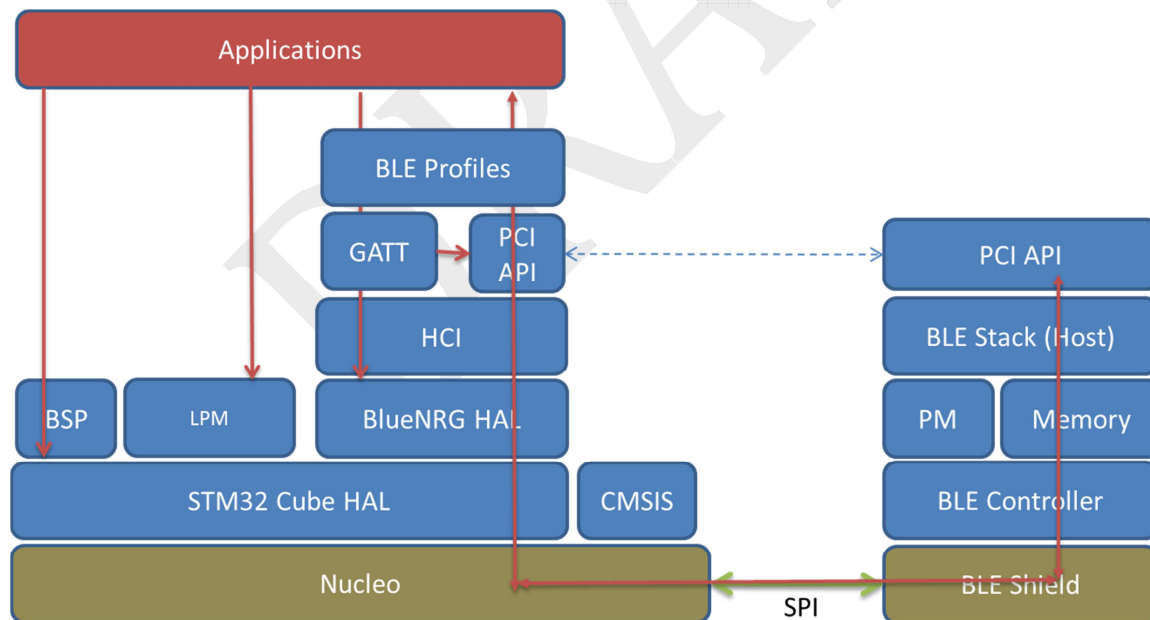 Applications
BLE Profiles
GATT
PCI
API
PCI API
HCI
BLE Stack (Host)
BSP
LPM
BlueNRG HAL
PM
Memory
STM32 Cube HAL
CMSIS
BLE Controller
Nucleo
SPI
BLE Shield